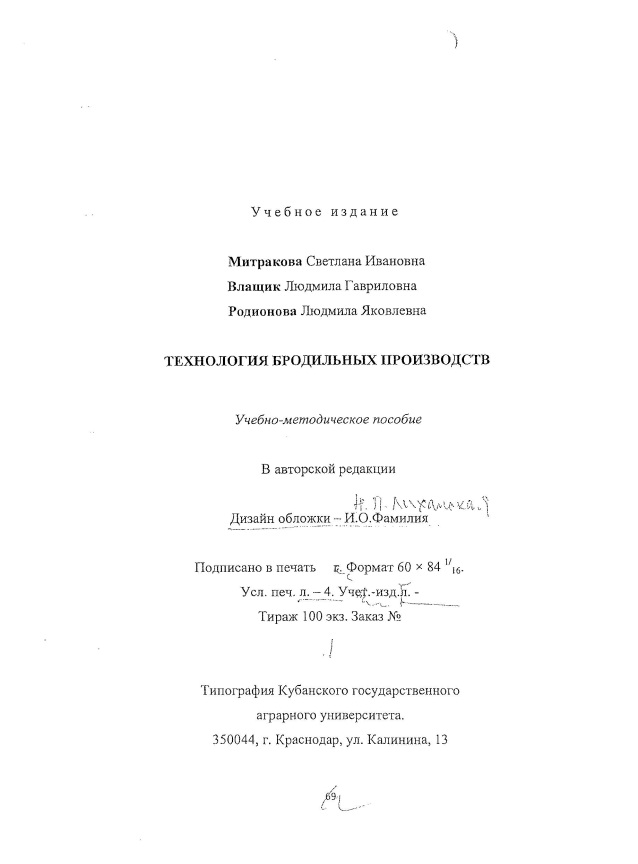 Учебное издание
Митракова Светлана Ивановна
Влащик Людмила Гавриловна
Родионова Людмила Яковлевна
ТЕХНОЛОГИЯ БРОДИЛЬНЫХ ПРОИЗВОДСТВ
Учебно-методическое пособие
В авторской редакции
Н.П.
Дизайн обложки – И.О.Фамилия
Подписано в печать г. Формат 60 × 84 1/16.
Усл. печ. л. – 4. Учет.-изд.л. -
Тираж 100 экз. Заказ №
Типография Кубанского государственного
аграрного университета.
350044, г. Краснодар, ул. Калинина, 13
69